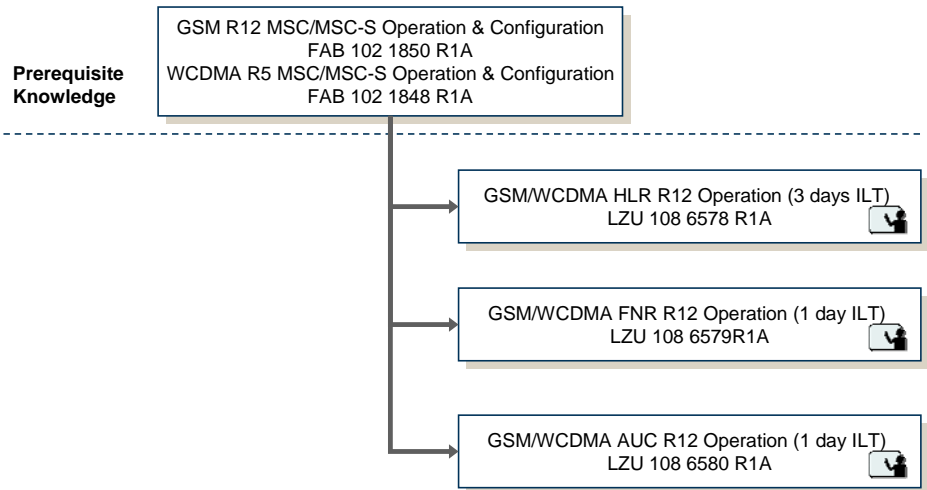 GSM R12 MSC/MSC-S Operation & Configuration
FAB 102 1850 R1A
WCDMA R5 MSC/MSC-S Operation & Configuration
FAB 102 1848 R1A
Prerequisite
Knowledge
GSM/WCDMA HLR R12 Operation (3 days ILT)
LZU 108 6578 R1A
GSM/WCDMA FNR R12 Operation (1 day ILT)
LZU 108 6579R1A
GSM/WCDMA AUC R12 Operation (1 day ILT)
LZU 108 6580 R1A